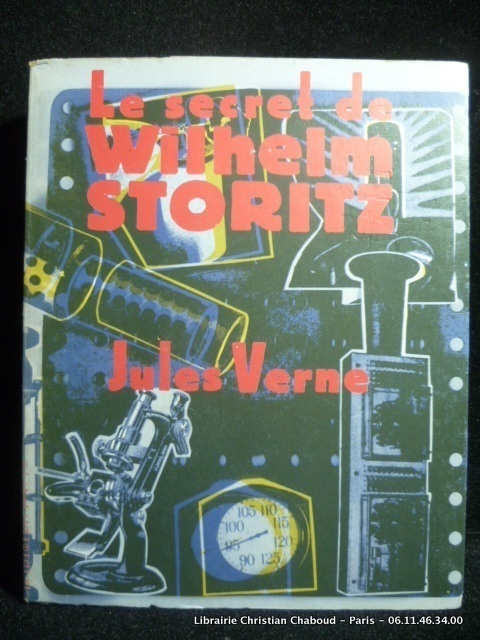 Le secret de
Wilhelm
STORITZ
Jules Verne
105 110
100 115
95 120
90 125
Librairie Christian Chaboud - Paris - 06.11.46.34.00